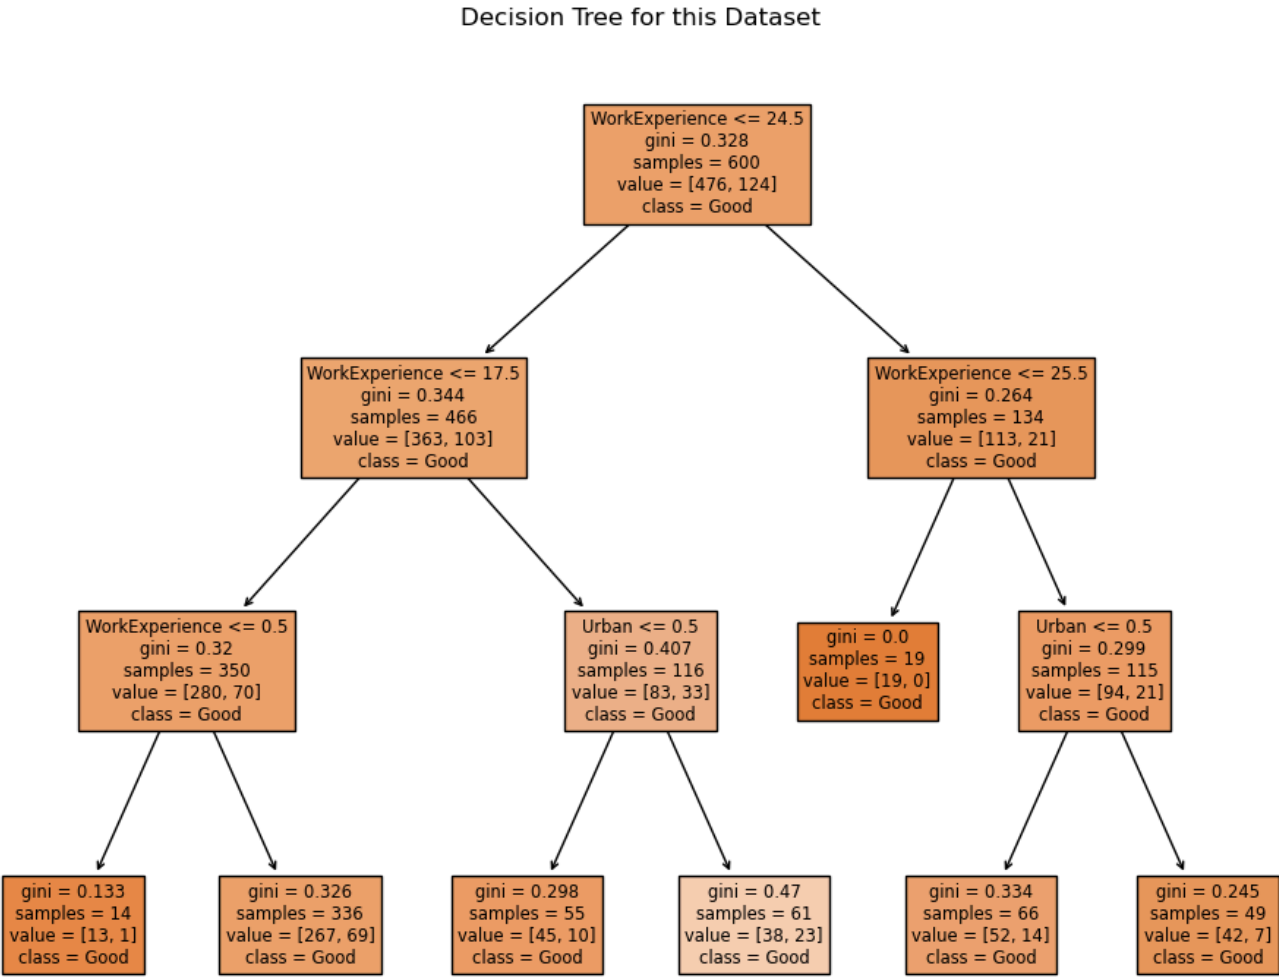 Decision Tree for this Dataset
WorkExperience <= 24.5
gini = 0.328
samples = 600
value = [476, 124]
class = Good
WorkExperience <= 17.5
gini = 0.344
samples = 466
value = [363, 103]
class = Good
WorkExperience <= 25.5
gini = 0.264
samples = 134
value = [113, 21]
class = Good
WorkExperience <= 0.5
gini = 0.32
samples = 350
value = [280, 70]
class = Good
Urban <= 0.5
gini = 0.407
samples = 116
value = [83, 33]
class = Good
gini = 0.0
samples = 19
value = [19, 0]
class = Good
Urban <= 0.5
gini = 0.299
samples = 115
value = [94, 21]
class = Good
gini = 0.133
samples = 14
value = [13, 1]
class = Good
gini = 0.326
samples = 336
value = [267, 69]
class = Good
gini = 0.298
samples = 55
value = [45, 10]
class = Good
gini = 0.47
samples = 61
value = [38, 23]
class = Good
gini = 0.334
samples = 66
value = [52, 14]
class = Good
gini = 0.245
samples = 49
value = [42, 7]
class = Good